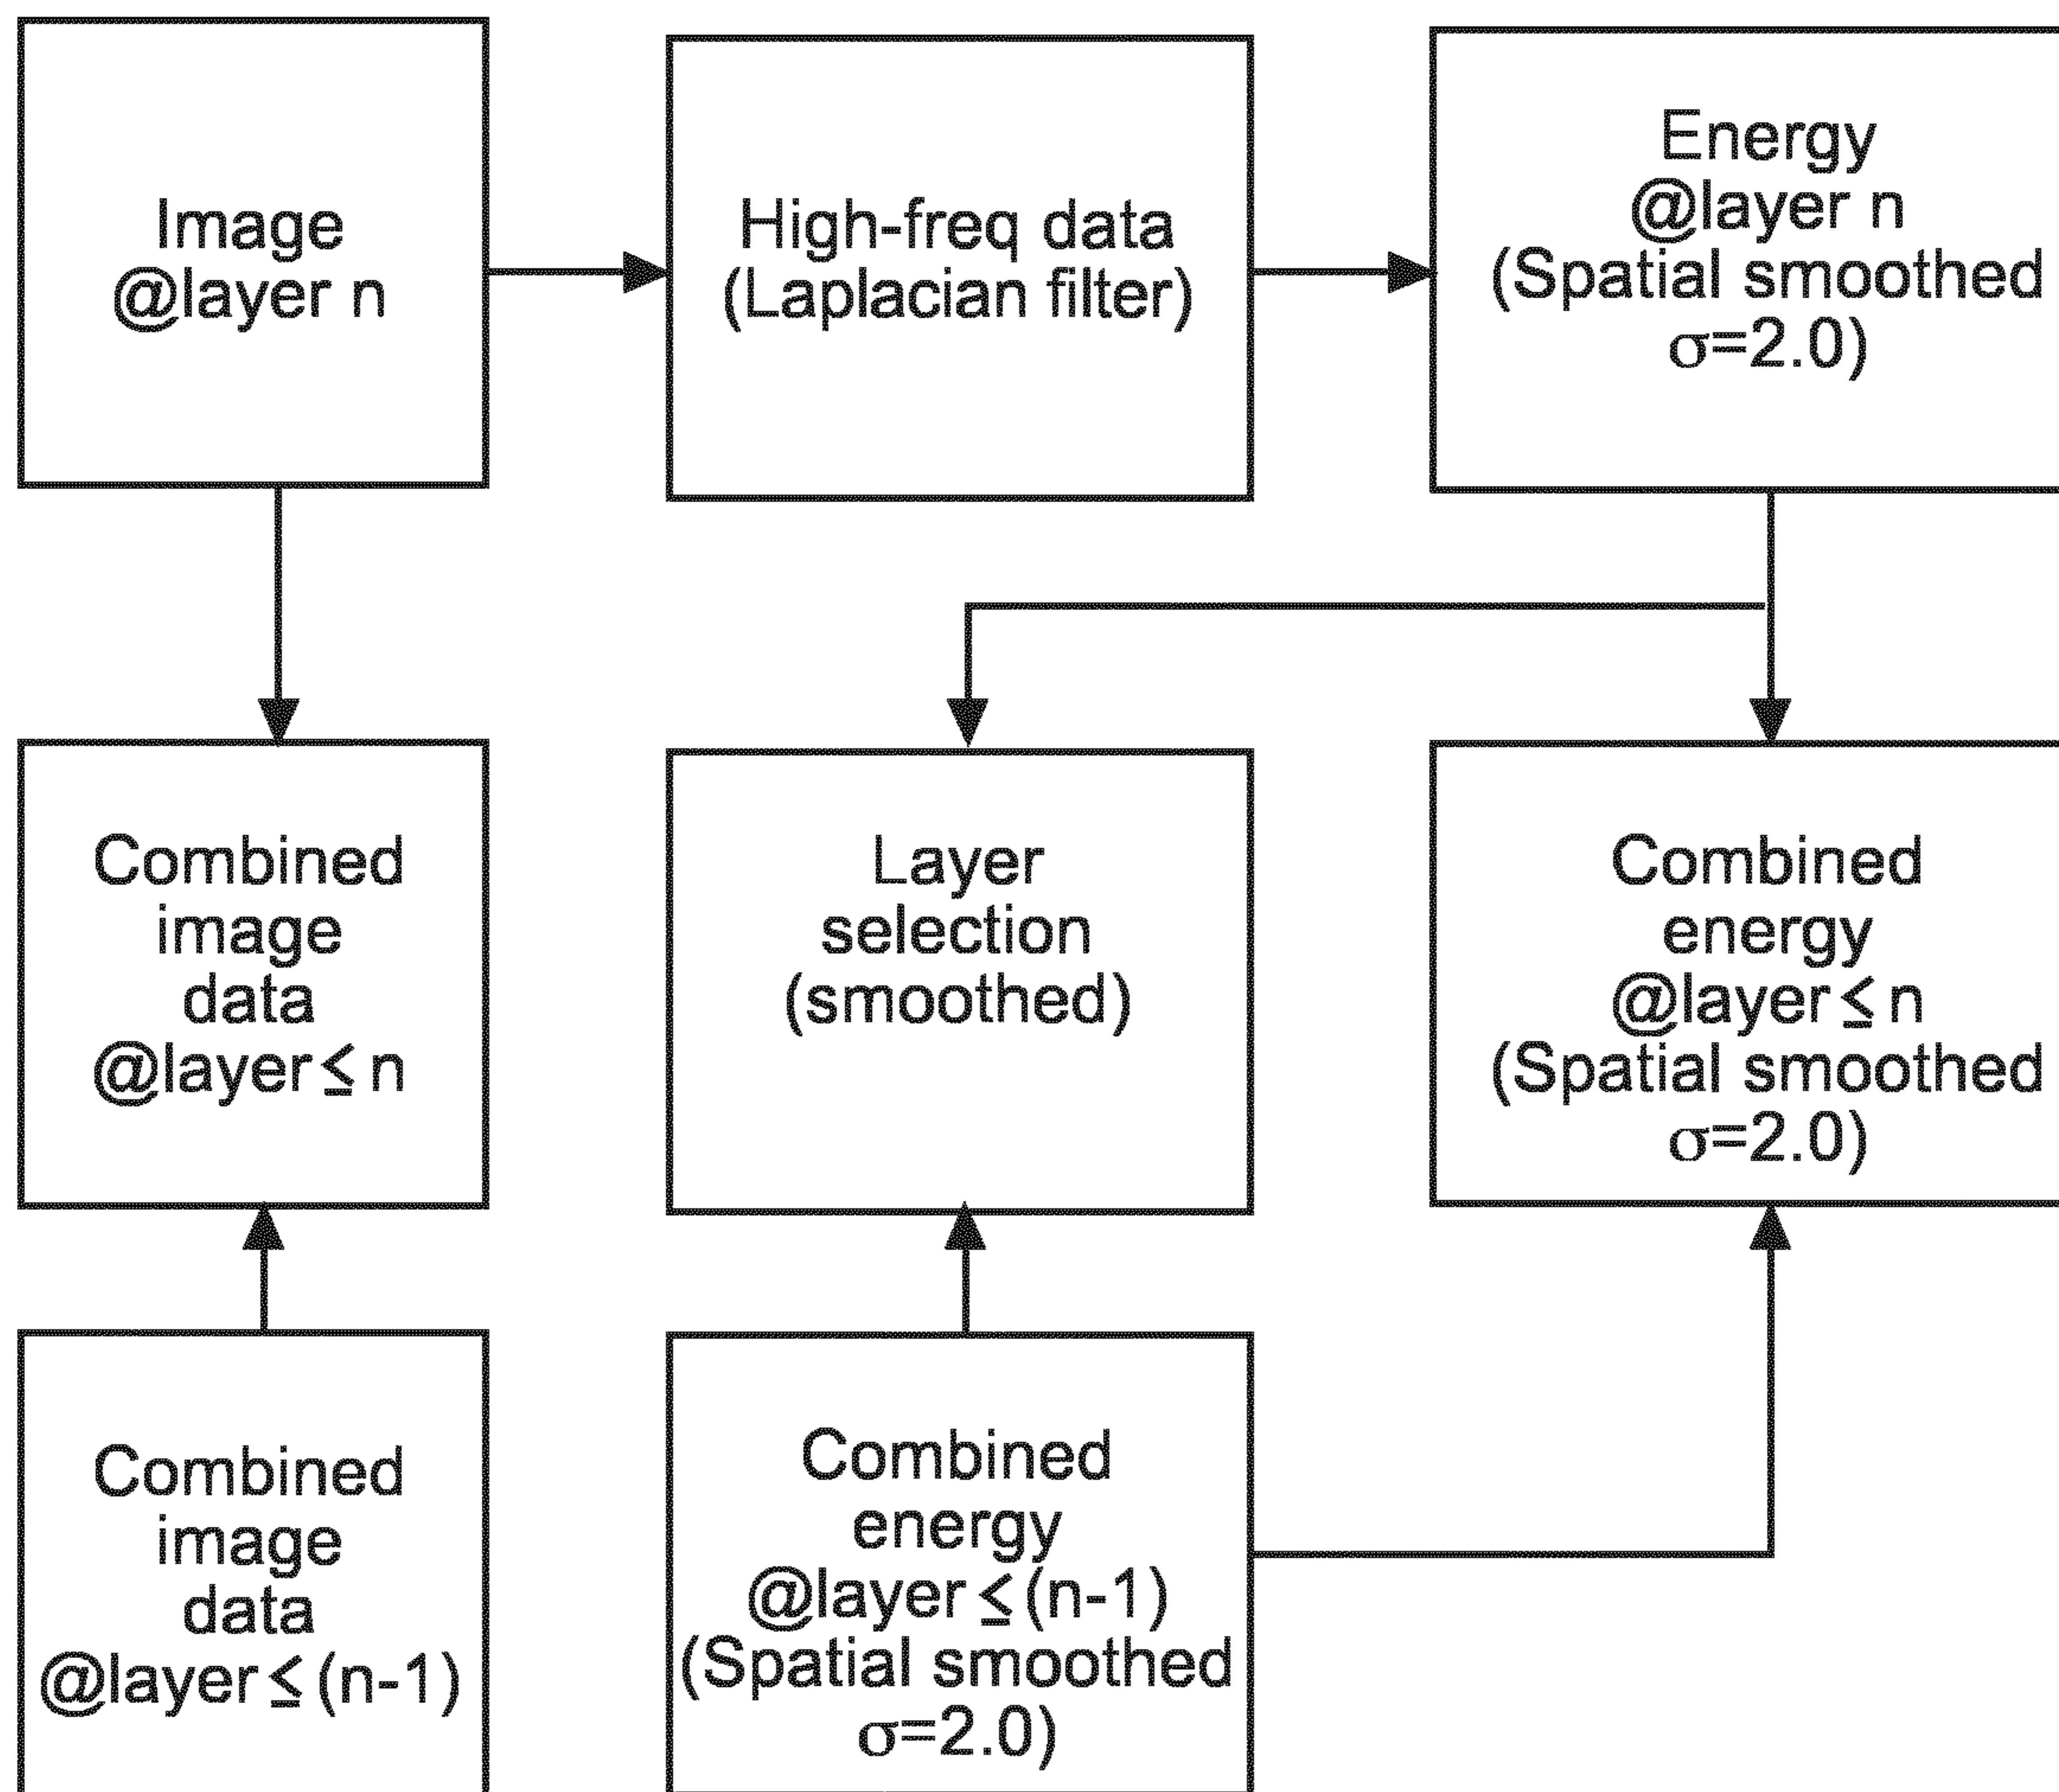 Image
@layer n
High-freq data
(Laplacian filter)
Energy
@layer n
(Spatial smoothed
σ=2.0)
Combined
image
data
@layer≤n
Layer
selection
(smoothed)
Combined
energy
@layer≤n
(Spatial smoothed
σ=2.0)
Combined
image
data
@layer≤(n-1)
Combined
energy
@layer≤(n-1)
(Spatial smoothed
σ=2.0)